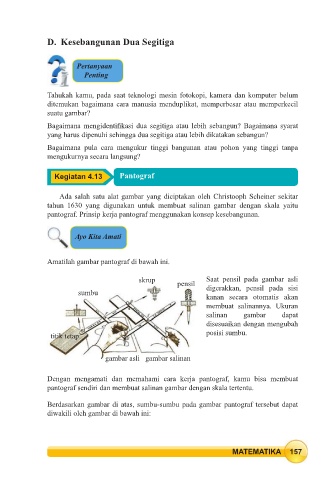 D. Kesebangunan Dua Segitiga
Pertanyaan
Penting
Tahukah kamu, pada saat teknologi mesin fotokopi, kamera dan komputer belum
ditemukan bagaimana cara manusia menduplikat, memperbesar atau memperkecil
suatu gambar?
Bagaimana mengidentifikasi dua segitiga atau lebih sebangun? Bagaimana syarat
yang harus dipenuhi sehingga dua segitiga atau lebih dikatakan sebangun?
Bagaimana pula cara mengukur tinggi bangunan atau pohon yang tinggi tanpa
mengukurnya secara langsung?
Kegiatan 4.13 Pantograf
Ada salah satu alat gambar yang diciptakan oleh Christooph Scheiner sekitar
tahun 1630 yang digunakan untuk membuat salinan gambar dengan skala yaitu
pantograf. Prinsip kerja pantograf menggunakan konsep kesebangunan.
Ayo Kita Amati
Amatilah gambar pantograf di bawah ini.
skrup
pensil
sumbu
titik tetap
gambar asli gambar salinan
Saat pensil pada gambar asli
digerakkan, pensil pada sisi
kanan secara otomatis akan
membuat salinannya. Ukuran
salinan gambar dapat
disesuaikan dengan mengubah
posisi sumbu.
Dengan mengamati dan memahami cara kerja pantograf, kamu bisa membuat
pantograf sendiri dan membuat salinan gambar dengan skala tertentu.
Berdasarkan gambar di atas, sumbu-sumbu pada gambar pantograf tersebut dapat
diwakili oleh gambar di bawah ini:
MATEMATIKA 157